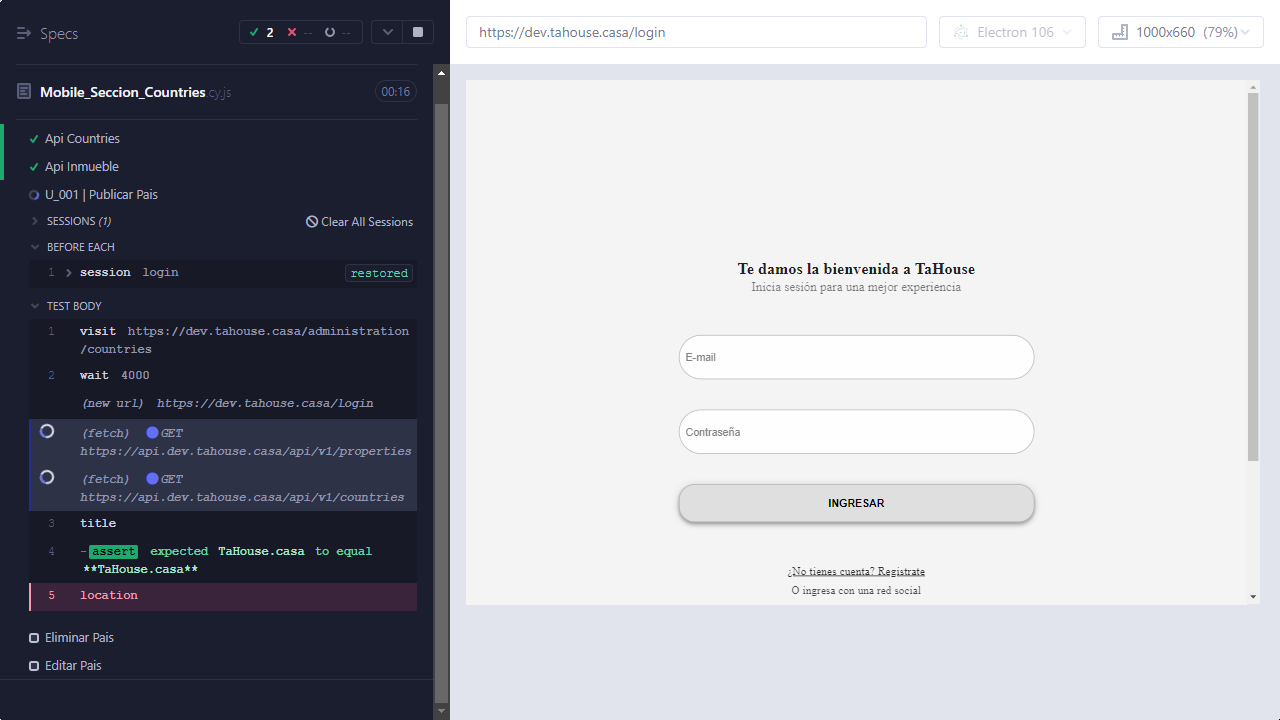 Specs
2
--
--
Mobile_Seccion_Countries.cy.js
00:16
Api Countries
Api Inmueble
U_001 | Publicar Pais
SESSIONS (1)
Clear All Sessions
BEFORE EACH
1 session login
restored
TEST BODY
1 visit https://dev.tahouse.casa/administration
/countries
2 wait 4000
(new url) https://dev.tahouse.casa/login
(fetch) GET
https://api.dev.tahouse.casa/api/v1/properties
(fetch) GET
https://api.dev.tahouse.casa/api/v1/countries
3 title
4 -assert expected TaHouse.casa to equal
**TaHouse.casa**
5 location
Eliminar Pais
Editar Pais
https://dev.tahouse.casa/login
Electron 106
1000x660 (79%)
Te damos la bienvenida a TaHouse
Inicia sesión para una mejor experiencia
E-mail
Contraseña
INGRESAR
¿No tienes cuenta? Registrate
O ingresa con una red social